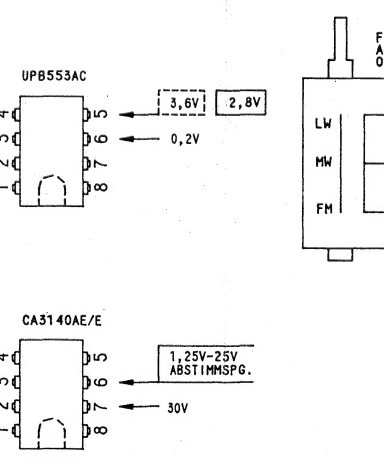 UPB553AC
4 5 3,6V 2,8V
3 6 0,2V
2 7
1 8
F
A
O
LW
MW
FM
CA3140AE/E
4 5 1,25V-25V
ABSTIMMSPG.
3 6
2 7 30V
1 8